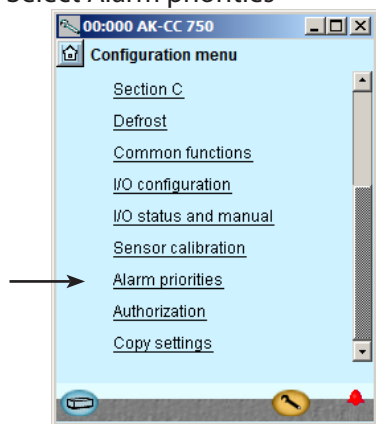 Select Alarm priorities
00:000 AK-CC 750
Configuration menu
Section C
Defrost
Common functions
I/O configuration
I/O status and manual
Sensor calibration
Alarm priorities
Authorization
Copy settings